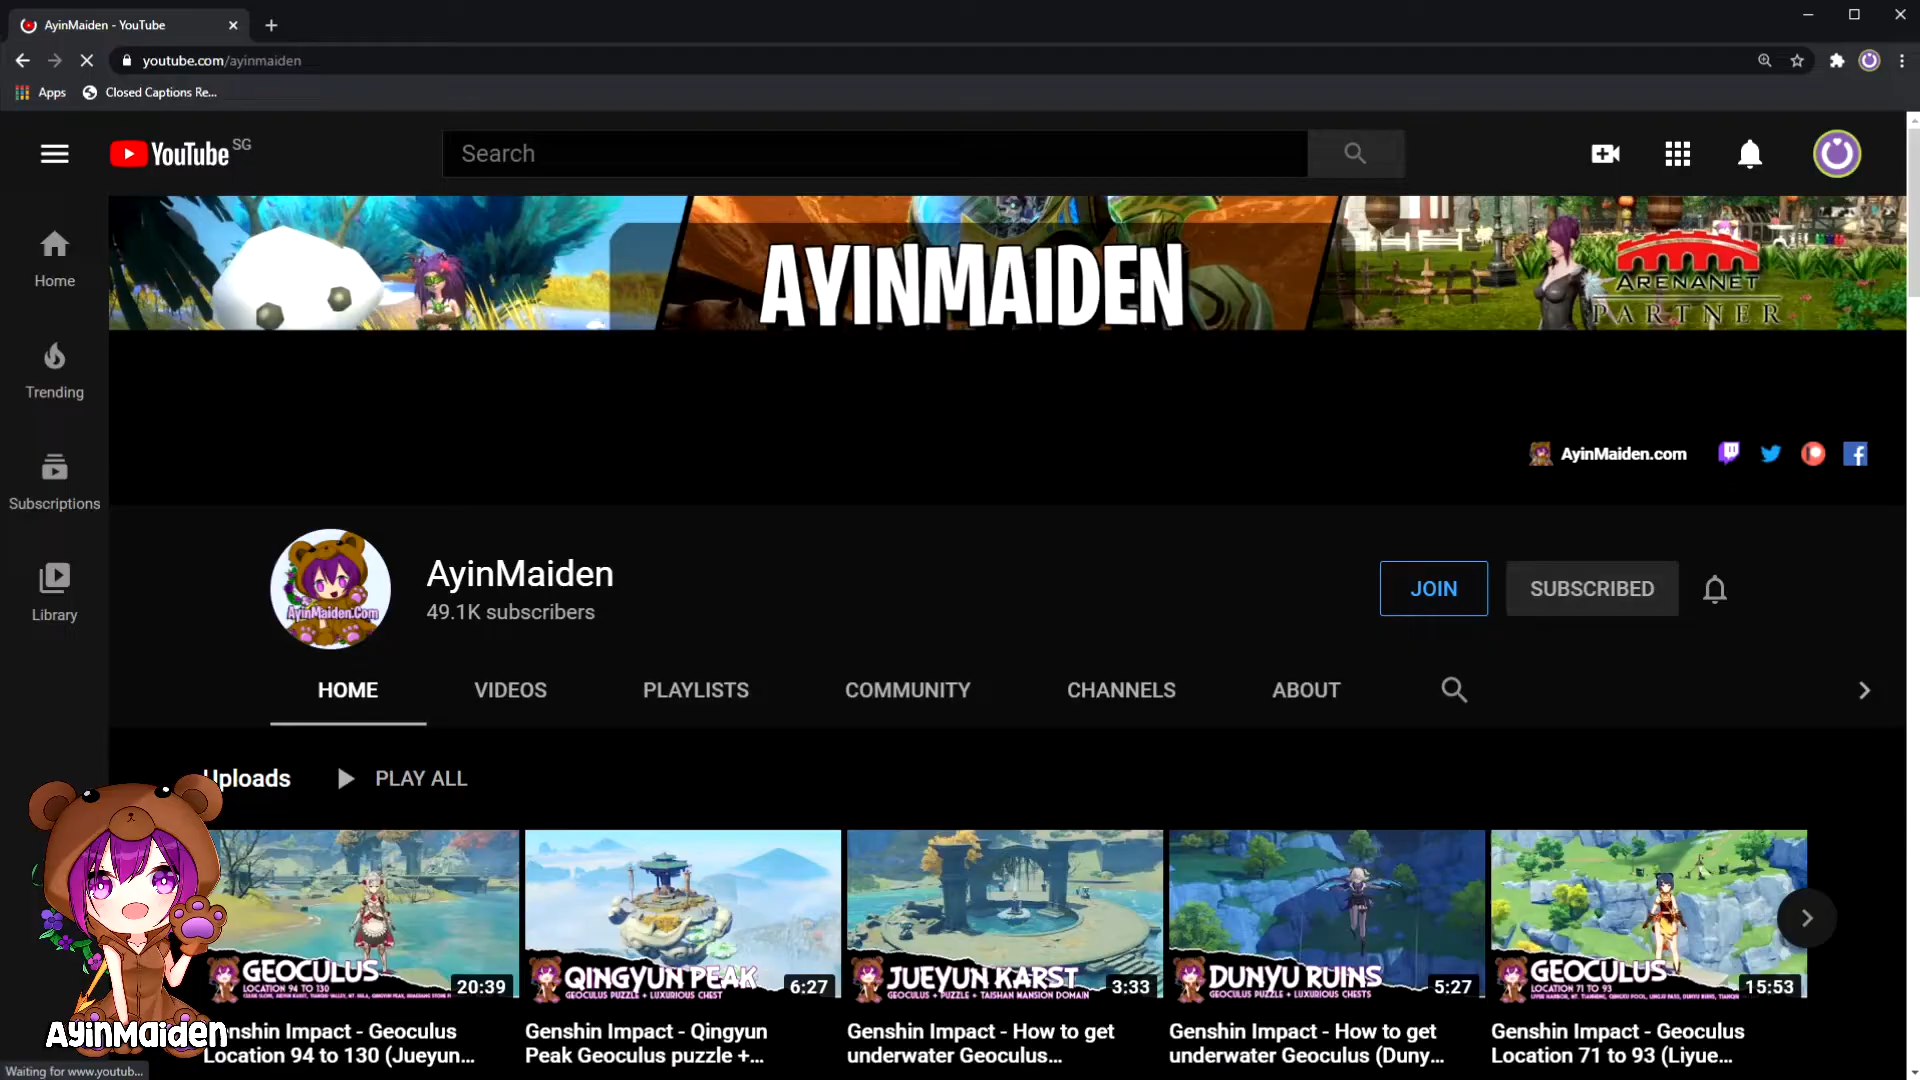 AyinMaiden - YouTube
youtube.com/ayinmaiden
Apps
Closed Captions Re...
YouTube SG
Search
Home
Trending
Subscriptions
Library
AYINMAIDEN
ARENANET
PARTNER
AyinMaiden.com
AyinMaiden.Com
AyinMaiden
49.1K subscribers
JOIN
SUBSCRIBED
HOME
VIDEOS
PLAYLISTS
COMMUNITY
CHANNELS
ABOUT
Uploads
PLAY ALL
GEOCULUS
LOCATION 94 TO 130
20:39
QINGYUN PEAK
GEOCULUS PUZZLE + LUXURIOUS CHEST
6:27
JUEYUN KARST
GEOCULUS + PUZZLE + TAISHAN MANSION DOMAIN
3:33
DUNYU RUINS
GEOCULUS PUZZLE + LUXURIOUS CHESTS
5:27
GEOCULUS
LOCATION 71 TO 93
15:53
AyinMaiden
nshin Impact - Geoculus
Location 94 to 130 (Jueyun...
Genshin Impact - Qingyun
Peak Geoculus puzzle +...
Genshin Impact - How to get
underwater Geoculus...
Genshin Impact - How to get
underwater Geoculus (Duny...
Genshin Impact - Geoculus
Location 71 to 93 (Liyue...
Waiting for www.youtub...